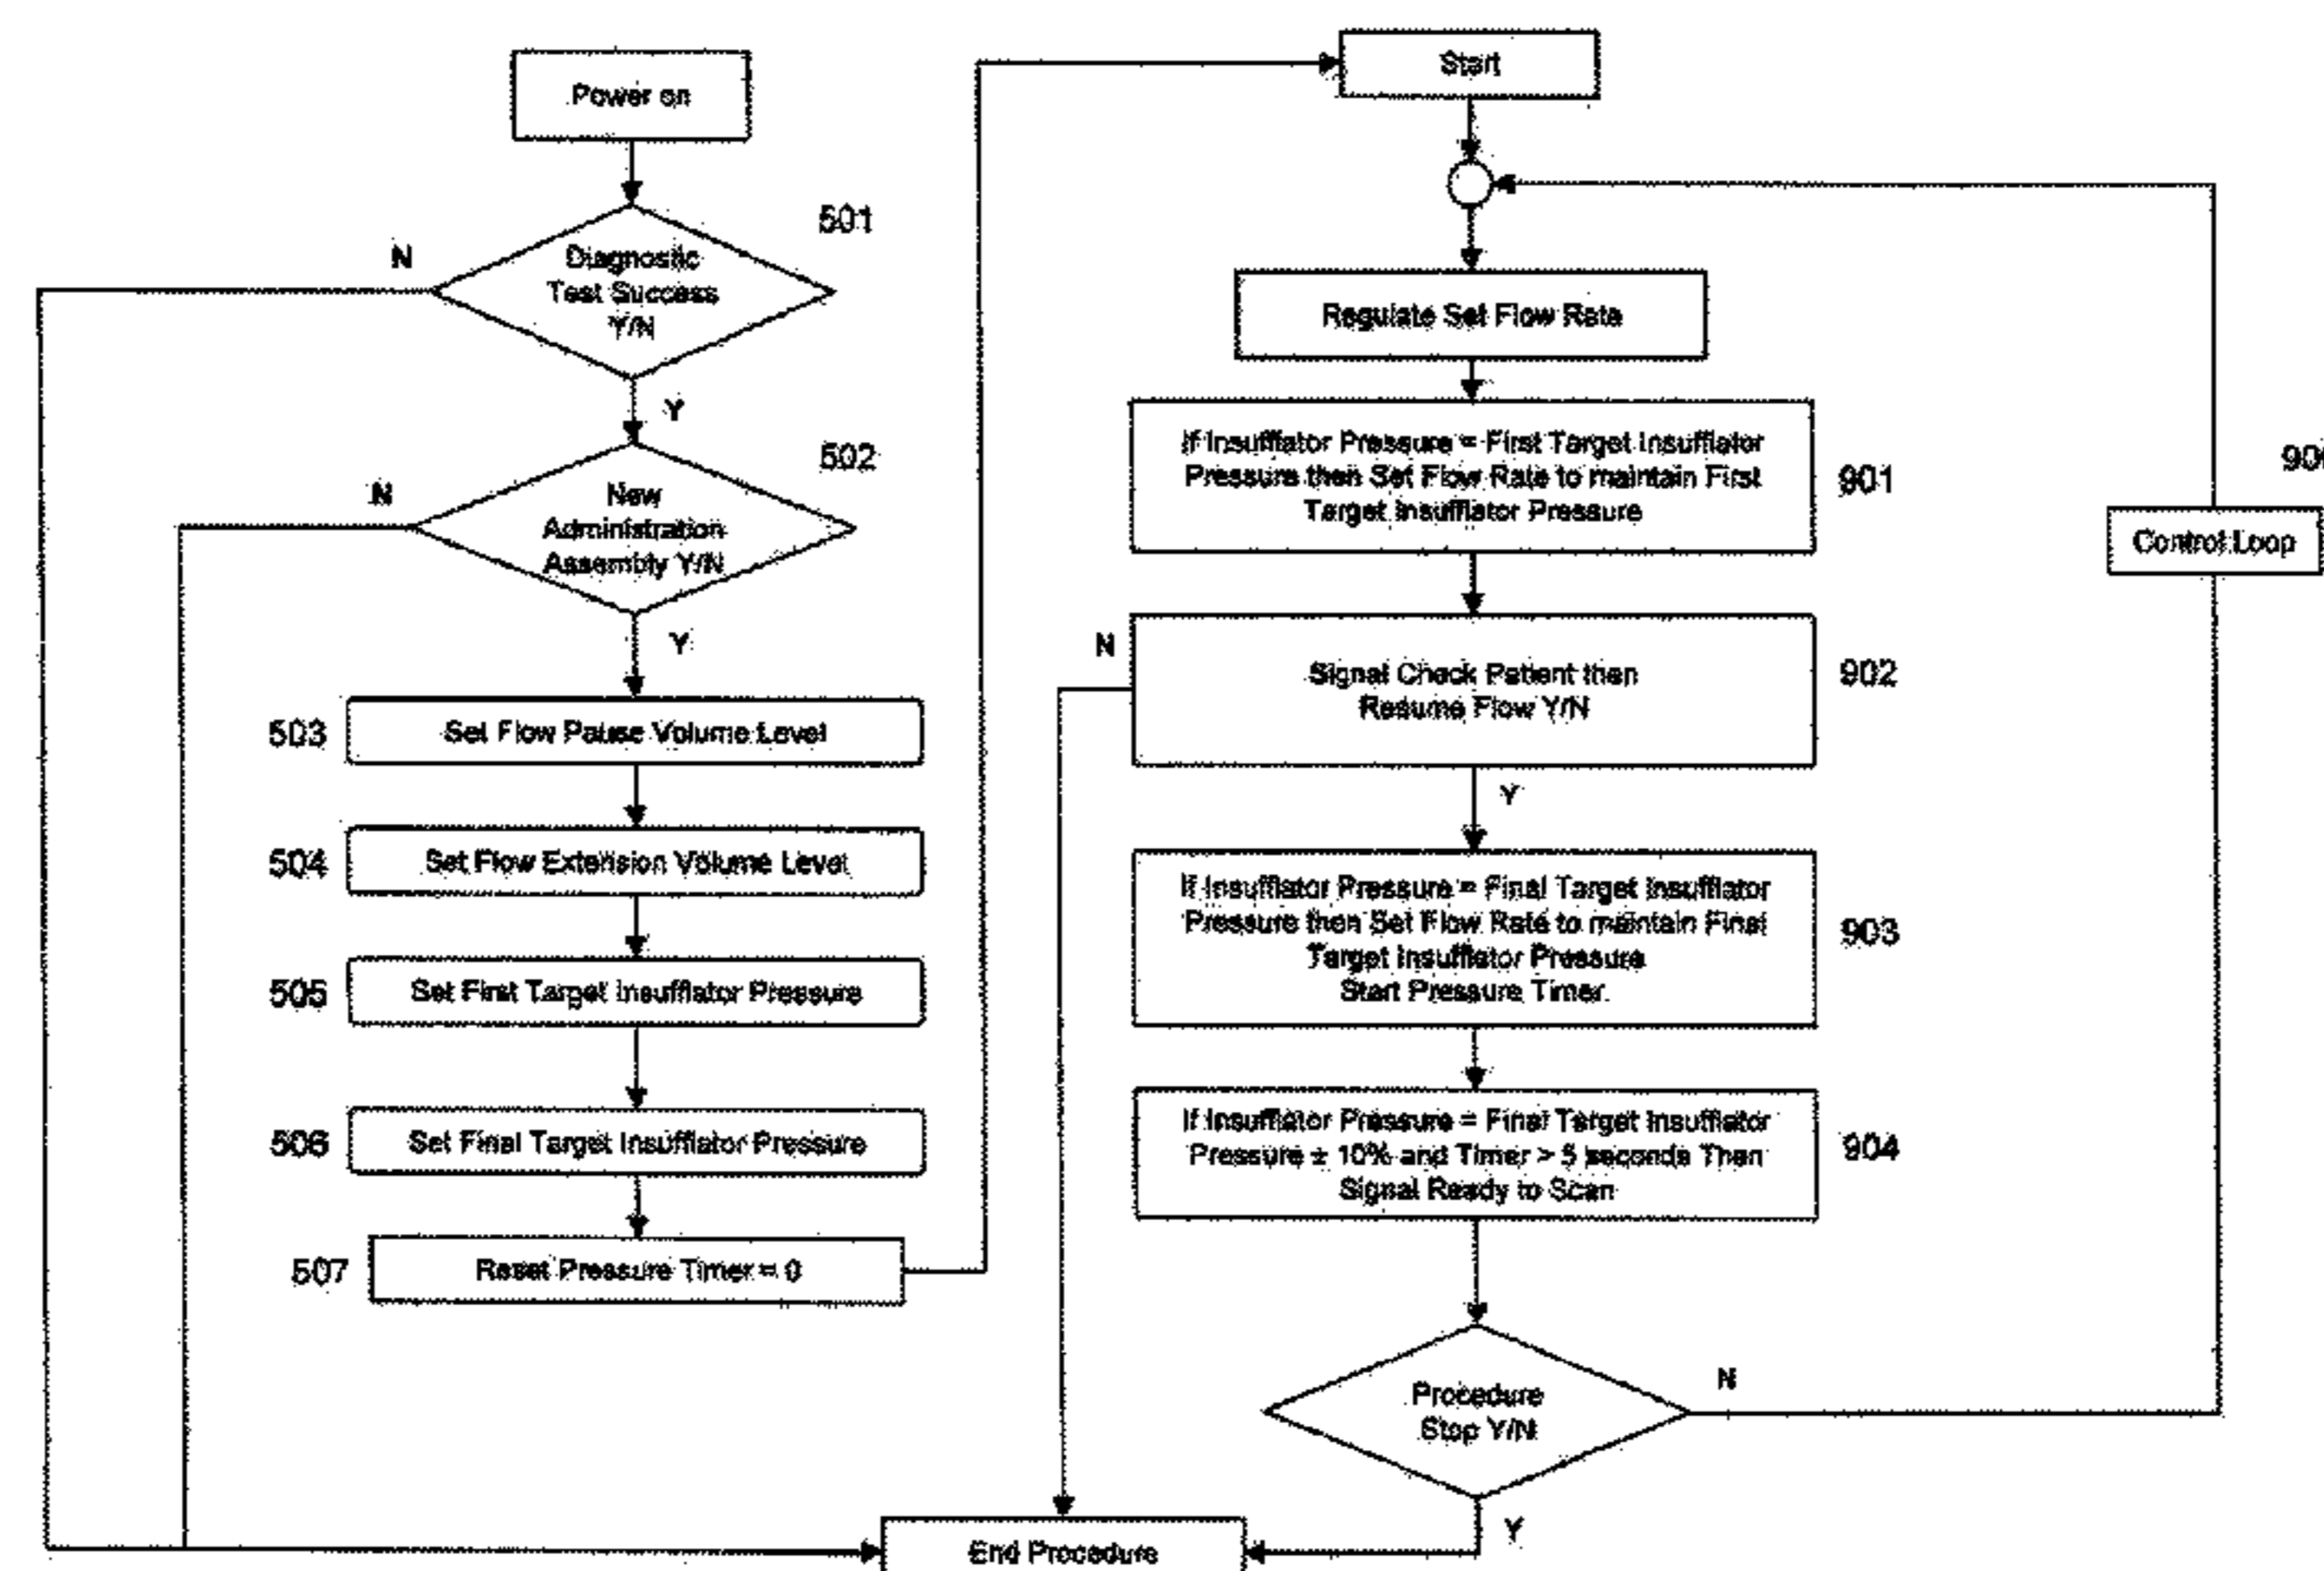 Power on
501
N
Diagnostic
Test Success
Y/N
Y
502
N
New
Administration
Assembly Y/N
Y
503
Set Flow Pause Volume Level
504
Set Flow Extension Volume Level
505
Set First Target Insufflator Pressure
506
Set Final Target Insufflator Pressure
507
Reset Pressure Timer = 0
Start
Regulate Set Flow Rate
If Insufflator Pressure = First Target Insufflator
Pressure then Set Flow Rate to maintain First
Target Insufflator Pressure
901
Control Loop
N
Signal Check Patient then
Resume Flow Y/N
902
Y
If Insufflator Pressure = Final Target Insufflator
Pressure then Set Flow Rate to maintain Final
Target Insufflator Pressure
Start Pressure Timer.
903
If Insufflator Pressure = Final Target Insufflator
Pressure ± 10% and Timer > 5 seconds Then
Signal Ready to Scan
904
Procedure
Stop Y/N
N
Y
End Procedure